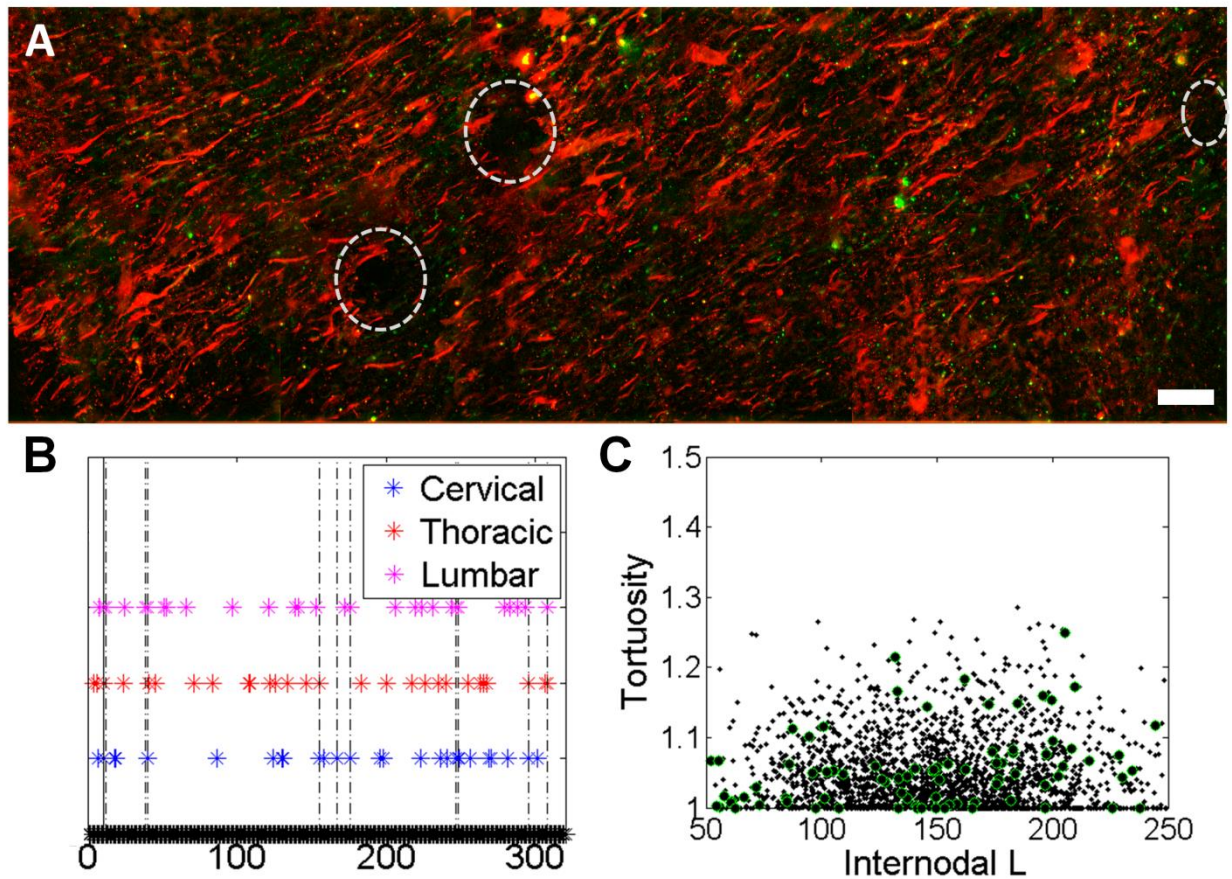 A
B
Cervical
Thoracic
Lumbar
0 100 200 300
C
Tortuosity
1.5
1.4
1.3
1.2
1.1
1
50 100 150 200 250
Internodal L